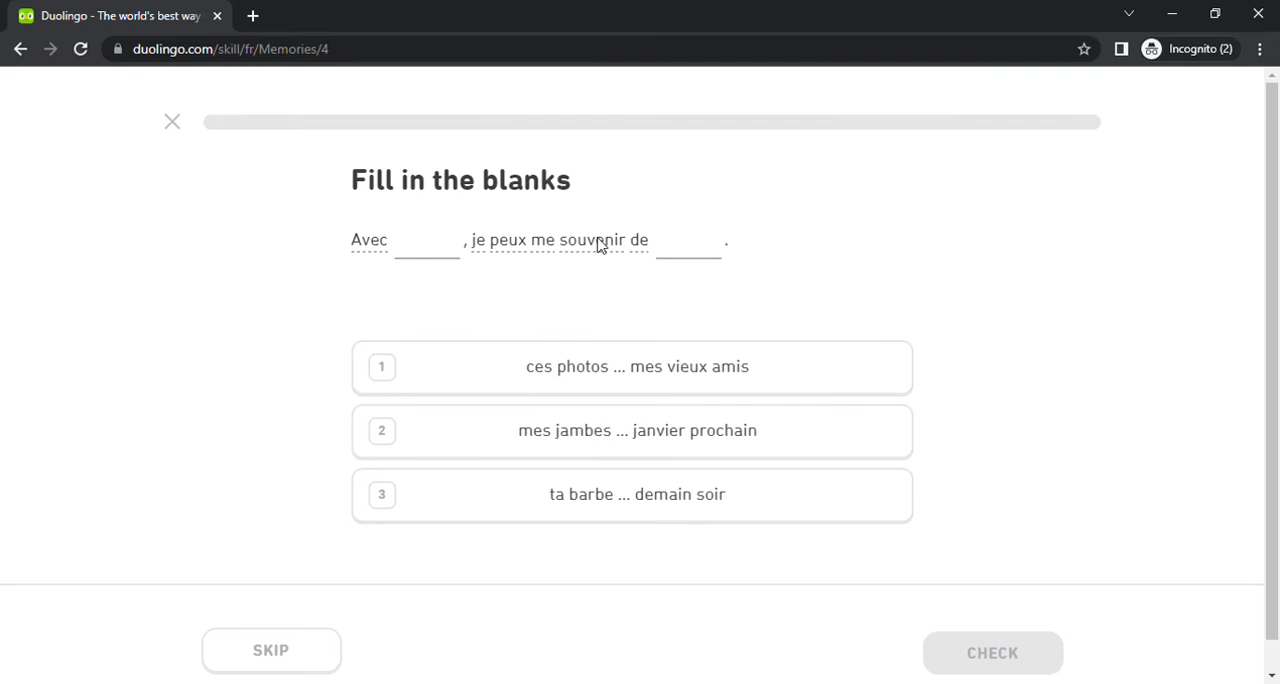 Duolingo - The world's best way
duolingo.com/skill/fr/Memories/4
Incognito (2)
Fill in the blanks
Avec ______ , je peux me souvenir de ______ .
1 ces photos ... mes vieux amis
2 mes jambes ... janvier prochain
3 ta barbe ... demain soir
SKIP
CHECK